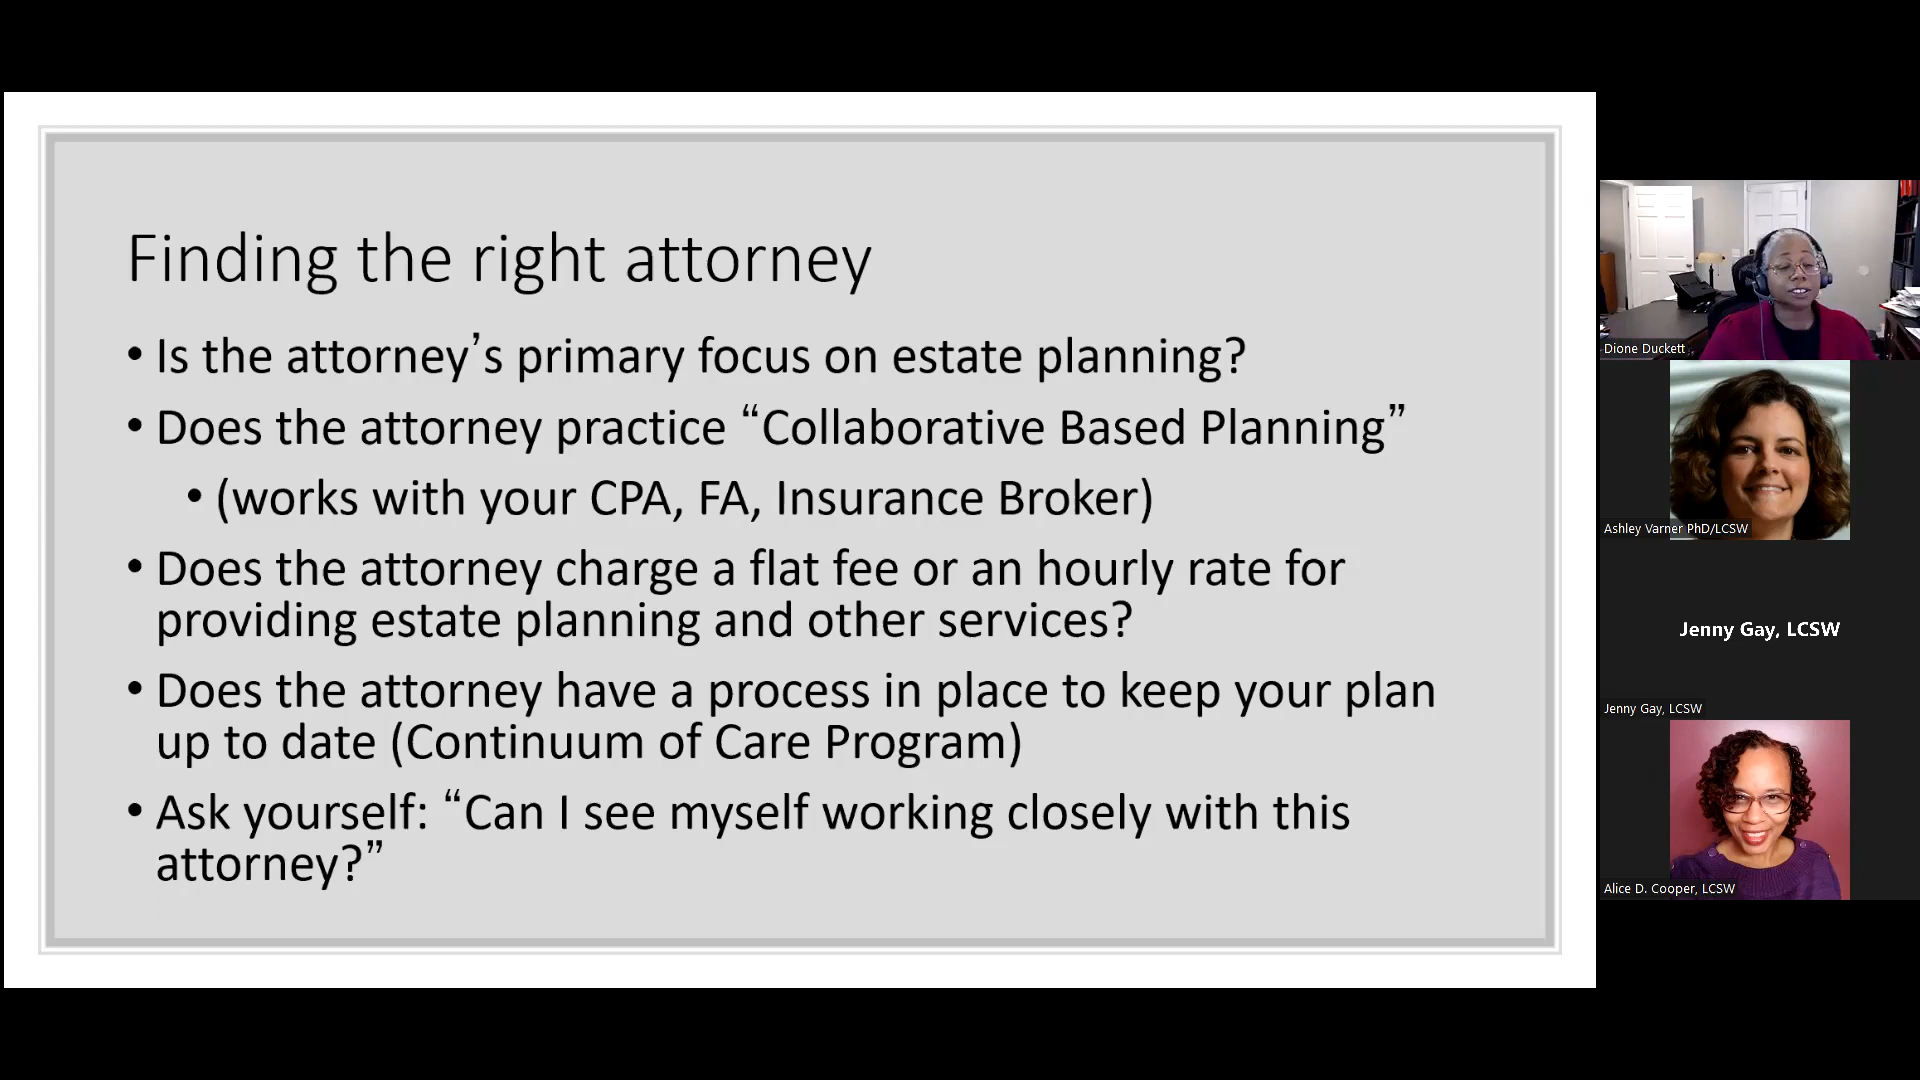 Finding the right attorney
• Is the attorney’s primary focus on estate planning?
• Does the attorney practice “Collaborative Based Planning”
• (works with your CPA, FA, Insurance Broker)
• Does the attorney charge a flat fee or an hourly rate for
providing estate planning and other services?
• Does the attorney have a process in place to keep your plan
up to date (Continuum of Care Program)
• Ask yourself: “Can I see myself working closely with this
attorney?”
Dione Duckett
Ashley Varner PhD/LCSW
Jenny Gay, LCSW
Jenny Gay, LCSW
Alice D. Cooper, LCSW